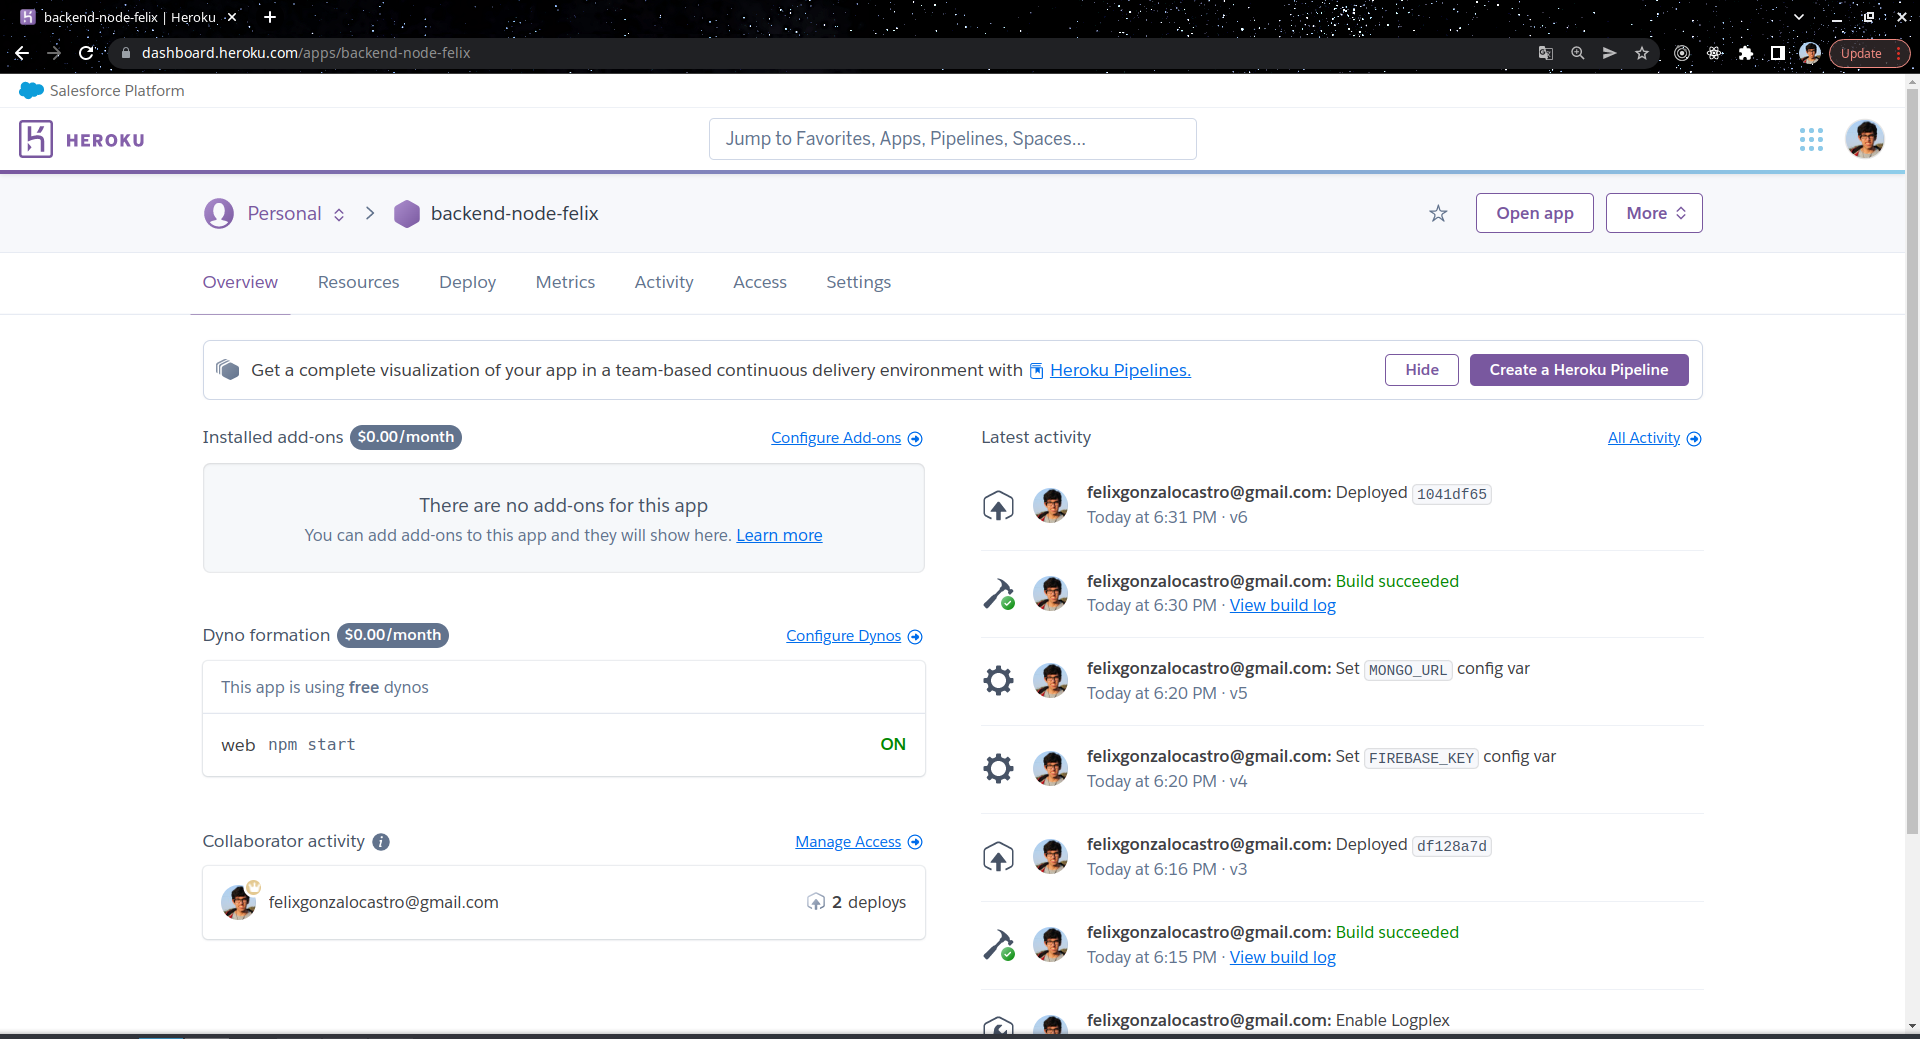 backend-node-felix | Heroku
dashboard.heroku.com/apps/backend-node-felix
Update
Salesforce Platform
HEROKU
Jump to Favorites, Apps, Pipelines, Spaces...
Personal
backend-node-felix
Open app
More
Overview
Resources
Deploy
Metrics
Activity
Access
Settings
Get a complete visualization of your app in a team-based continuous delivery environment with Heroku Pipelines.
Hide
Create a Heroku Pipeline
Installed add-ons $0.00/month
Configure Add-ons
There are no add-ons for this app
You can add add-ons to this app and they will show here. Learn more
Dyno formation $0.00/month
Configure Dynos
This app is using free dynos
web npm start
ON
Collaborator activity
Manage Access
felixgonzalocastro@gmail.com
2 deploys
Latest activity
All Activity
felixgonzalocastro@gmail.com: Deployed 1041df65
Today at 6:31 PM · v6
felixgonzalocastro@gmail.com: Build succeeded
Today at 6:30 PM · View build log
felixgonzalocastro@gmail.com: Set MONGO_URL config var
Today at 6:20 PM · v5
felixgonzalocastro@gmail.com: Set FIREBASE_KEY config var
Today at 6:20 PM · v4
felixgonzalocastro@gmail.com: Deployed df128a7d
Today at 6:16 PM · v3
felixgonzalocastro@gmail.com: Build succeeded
Today at 6:15 PM · View build log
felixgonzalocastro@gmail.com: Enable Logplex